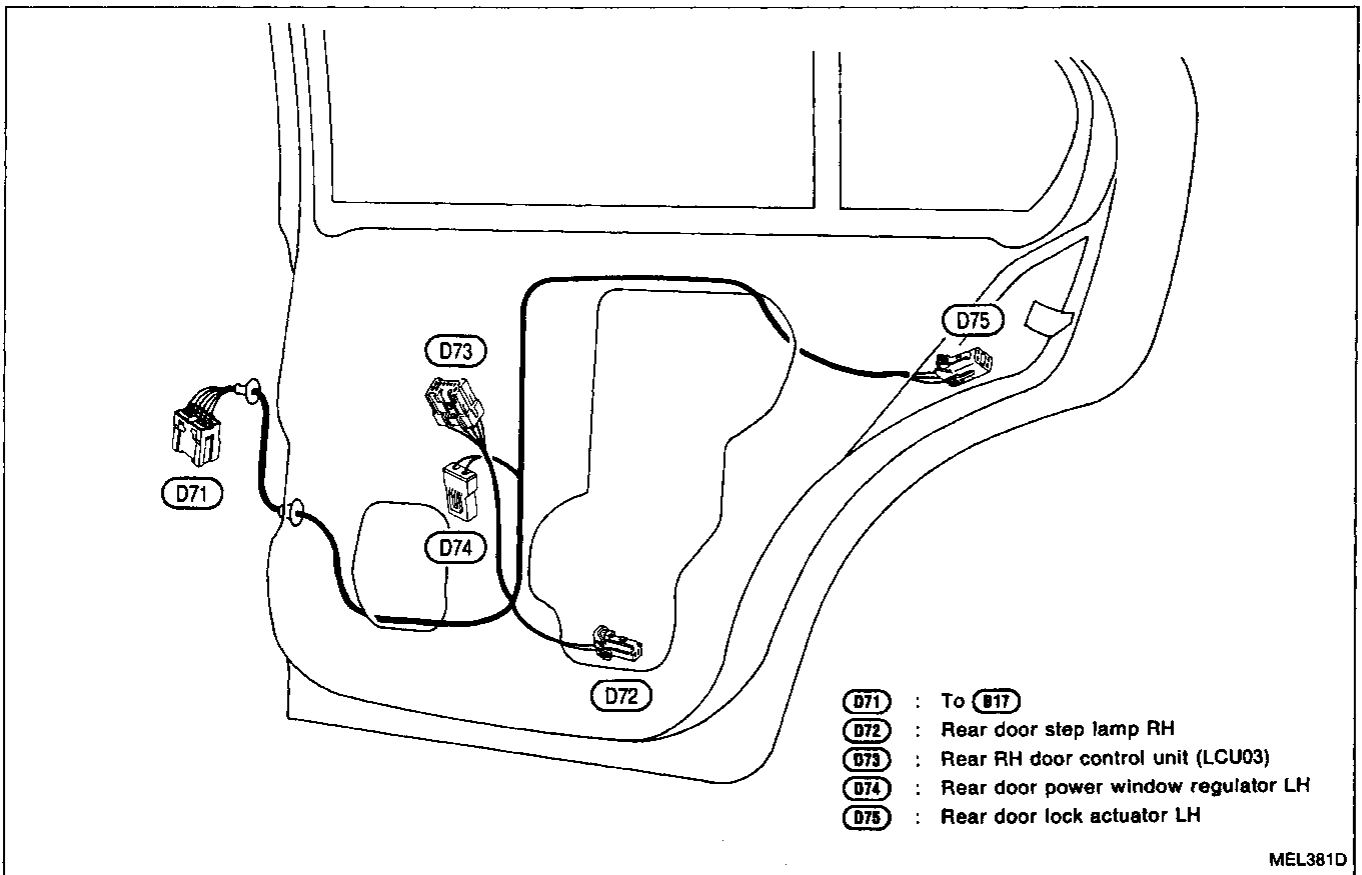 D75
D73
D71
D74
D72
D71 : To B17
D72 : Rear door step lamp RH
D73 : Rear RH door control unit (LCU03)
D74 : Rear door power window regulator LH
D75 : Rear door lock actuator LH
MEL381D